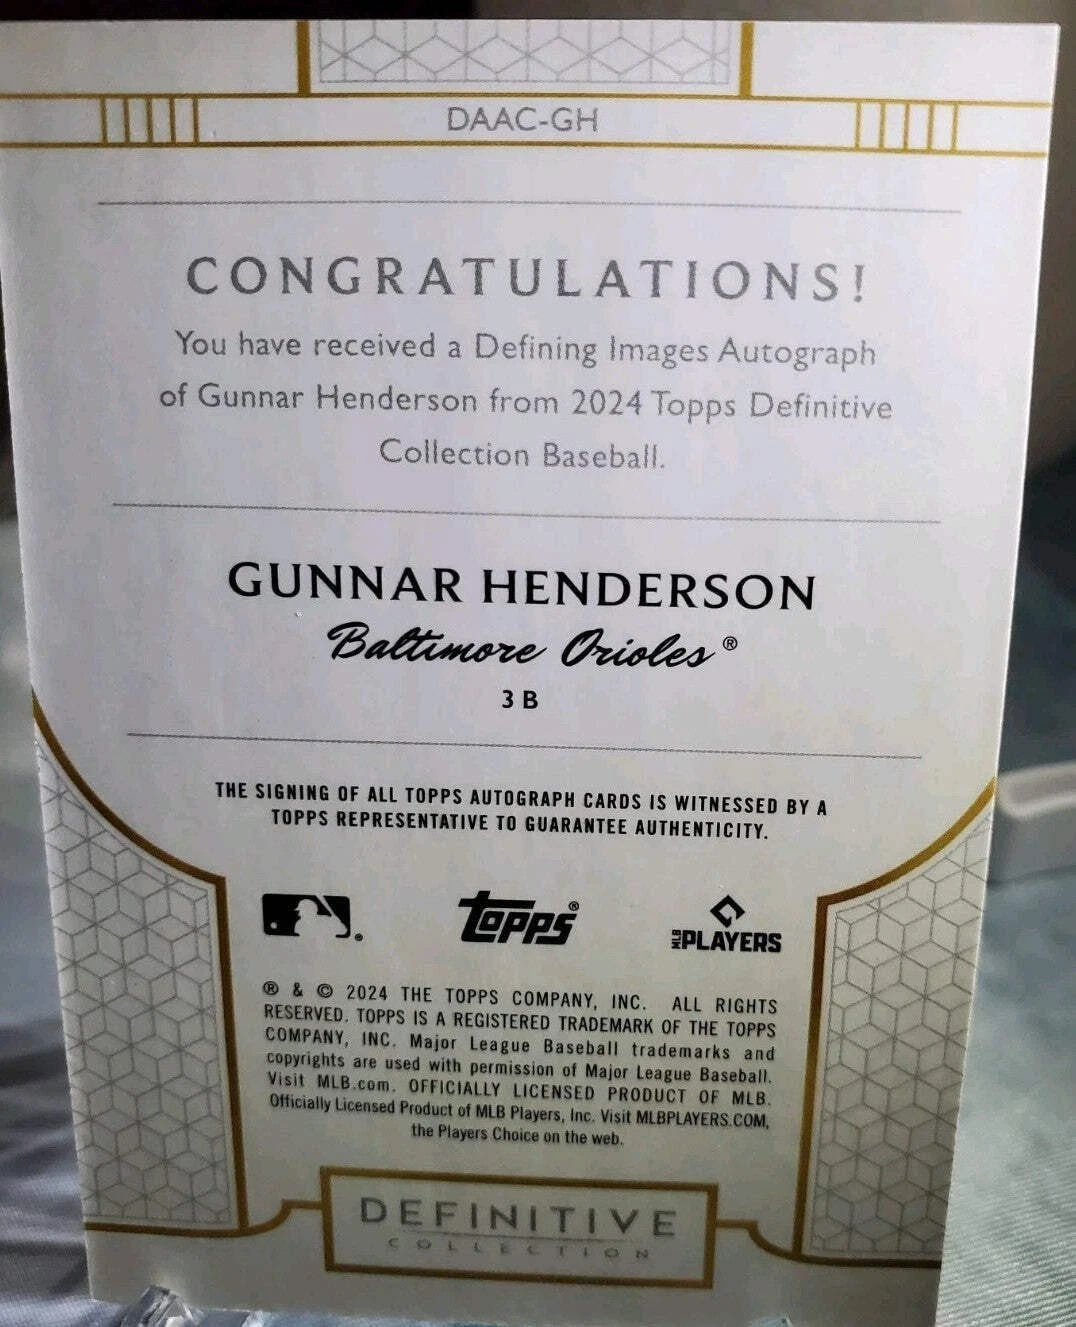 DAAC-GH
CONGRATULATIONS!
You have received a Defining Images Autograph
of Gunnar Henderson from 2024 Topps Definitive
Collection Baseball.
GUNNAR HENDERSON
Baltimore Orioles®
3B
THE SIGNING OF ALL TOPPS AUTOGRAPH CARDS IS WITNESSED BY A
TOPPS REPRESENTATIVE TO GUARANTEE AUTHENTICITY.
topps® MLB PLAYERS
® & © 2024 THE TOPPS COMPANY, INC. ALL RIGHTS
RESERVED. TOPPS IS A REGISTERED TRADEMARK OF THE TOPPS
COMPANY, INC. Major League Baseball trademarks and
copyrights are used with permission of Major League Baseball.
Visit MLB.com. OFFICIALLY LICENSED PRODUCT OF MLB.
Officially Licensed Product of MLB Players, Inc. Visit MLBPLAYERS.COM,
the Players Choice on the web.
DEFINITIVE
COLLECTION